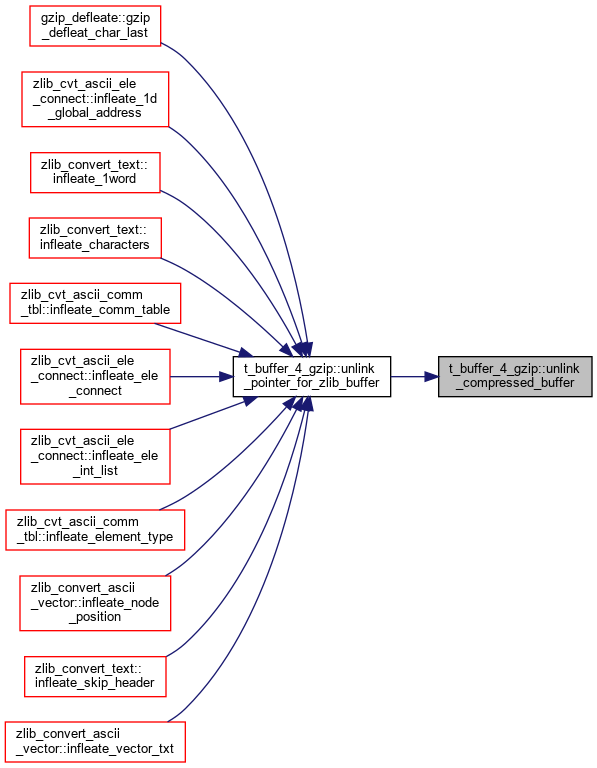 gzip_defleate::gzip
_defleat_char_last
zlib_cvt_ascii_ele
_connect::infleate_1d
_global_address
zlib_convert_text::
infleate_1word
zlib_convert_text::
infleate_characters
zlib_cvt_ascii_comm
_tbl::infleate_comm_table
zlib_cvt_ascii_ele
_connect::infleate_ele
_connect
zlib_cvt_ascii_ele
_connect::infleate_ele
_int_list
zlib_cvt_ascii_comm
_tbl::infleate_element_type
zlib_convert_ascii
_vector::infleate_node
_position
zlib_convert_text::
infleate_skip_header
zlib_convert_ascii
_vector::infleate_vector_txt
t_buffer_4_gzip::unlink
_pointer_for_zlib_buffer
t_buffer_4_gzip::unlink
_compressed_buffer